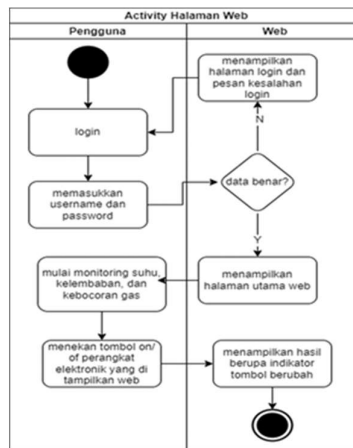 Activity Halaman Web
Pengguna
Web
menampilkan
halaman login dan
pesan kesalahan
login
login
N
memasukkan
username dan
password
data benar?
Y
mulai monitoring suhu,
kelembaban, dan
kebocoran gas
menampilkan
halaman utama web
menekan tombol on/
of perangkat
elektronik yang di
tampilkan web
menampilkan hasil
berupa indikator
tombol berubah